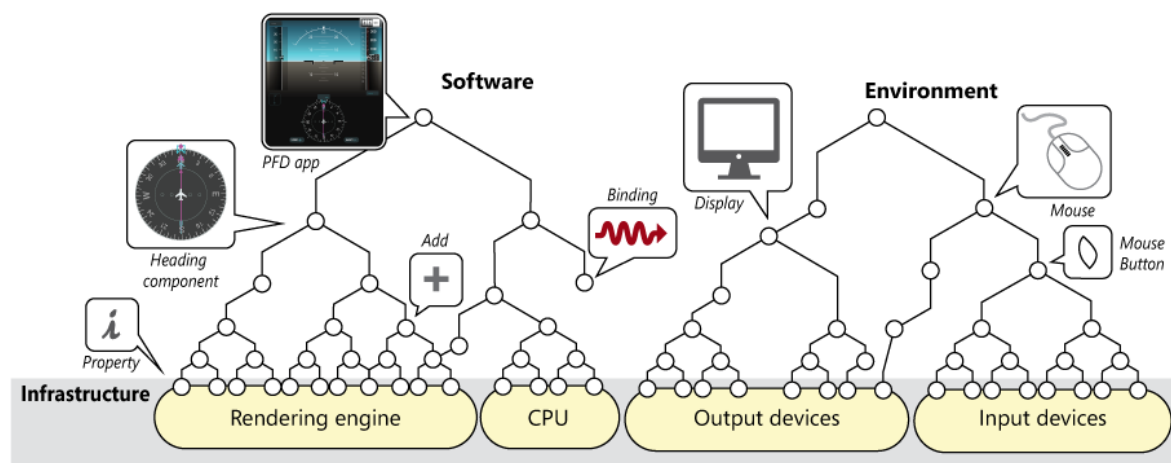 Software
Environment
PFD app
Heading
component
Add
Binding
Display
Mouse
Mouse
Button
i
Property
Infrastructure
Rendering engine
CPU
Output devices
Input devices